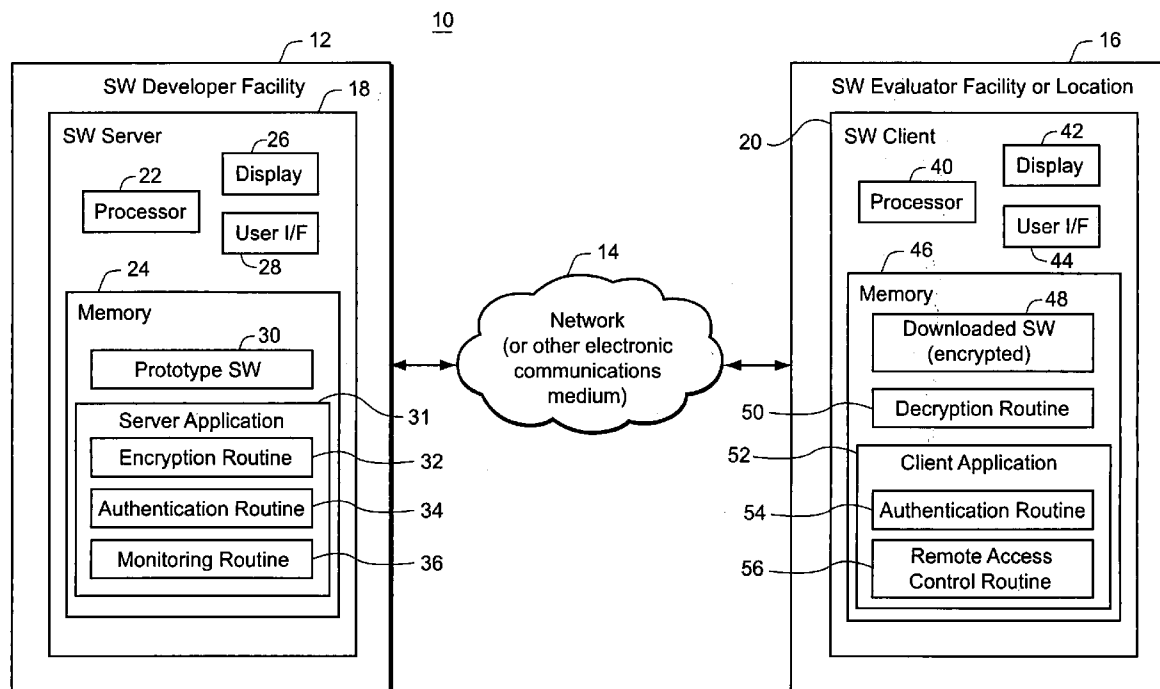 10
12
SW Developer Facility
18
SW Server
26
Display
22
Processor
User I/F
28
24
Memory
30
Prototype SW
31
Server Application
Encryption Routine
32
Authentication Routine
34
Monitoring Routine
36
14
Network
(or other electronic
communications
medium)
16
SW Evaluator Facility or Location
20
SW Client
42
Display
40
Processor
User I/F
44
46
Memory
48
Downloaded SW
(encrypted)
50
Decryption Routine
52
Client Application
54
Authentication Routine
56
Remote Access
Control Routine